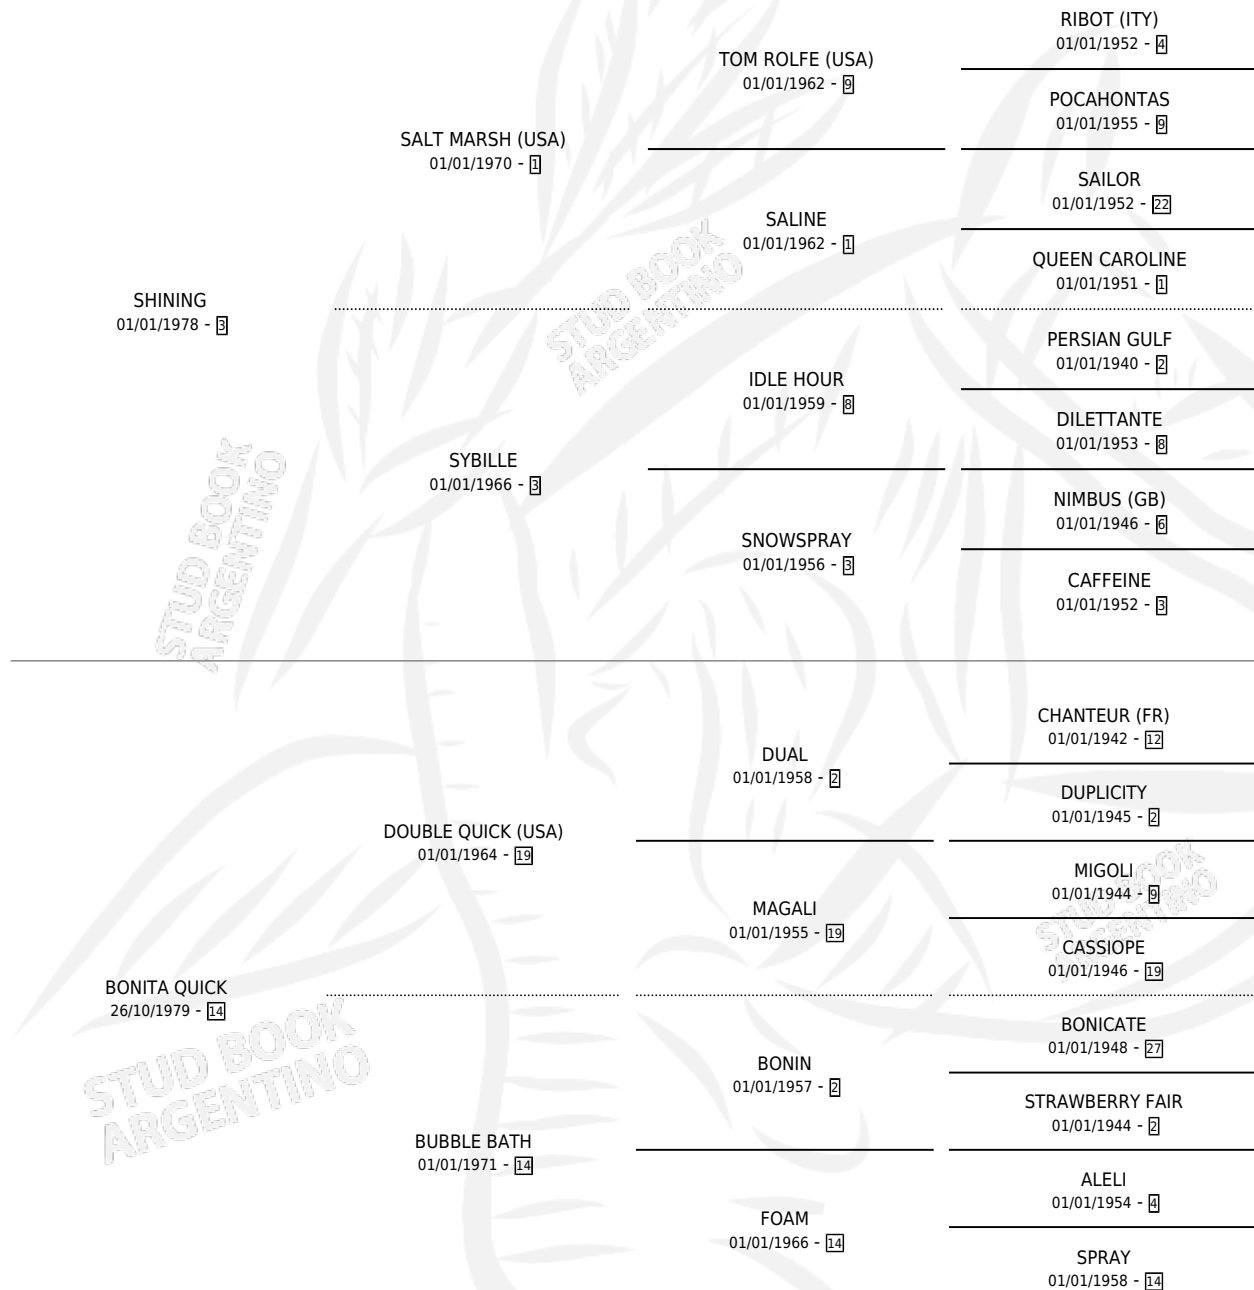 RIBOT (ITY)
01/01/1952 - 4
TOM ROLFE (USA)
01/01/1962 - 9
POCAHONTAS
01/01/1955 - 9
SALT MARSH (USA)
01/01/1970 - 1
SAILOR
01/01/1952 - 22
SALINE
01/01/1962 - 1
QUEEN CAROLINE
01/01/1951 - 1
SHINING
01/01/1978 - 3
PERSIAN GULF
01/01/1940 - 2
IDLE HOUR
01/01/1959 - 8
DILETTANTE
01/01/1953 - 8
SYBILLE
01/01/1966 - 3
NIMBUS (GB)
01/01/1946 - 6
SNOWSPRAY
01/01/1956 - 3
CAFFEINE
01/01/1952 - 3
CHANTEUR (FR)
01/01/1942 - 12
DUAL
01/01/1958 - 2
DUPLICITY
01/01/1945 - 2
DOUBLE QUICK (USA)
01/01/1964 - 19
MIGOLI
01/01/1944 - 9
MAGALI
01/01/1955 - 19
CASSIOPE
01/01/1946 - 19
BONITA QUICK
26/10/1979 - 14
BONICATE
01/01/1948 - 27
BONIN
01/01/1957 - 2
STRAWBERRY FAIR
01/01/1944 - 2
BUBBLE BATH
01/01/1971 - 14
ALELI
01/01/1954 - 4
FOAM
01/01/1966 - 14
SPRAY
01/01/1958 - 14
STUD BOOK
ARGENTINO
STUD BOOK
ARGENTINO
STUD BOOK
ARGENTINO
STUD BOOK
ARGENTINO